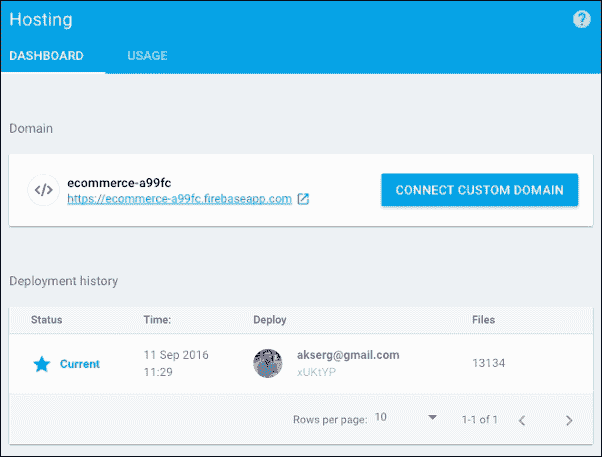 Hosting
?
DASHBOARD USAGE
Domain
</>
ecommerce-a99fc
https://ecommerce-a99fc.firebaseapp.com
CONNECT CUSTOM DOMAIN
Deployment history
Status Time: Deploy Files
Current 11 Sep 2016 11:29 akserg@gmail.com xUKtYP 13134
Rows per page: 10 1-1 of 1